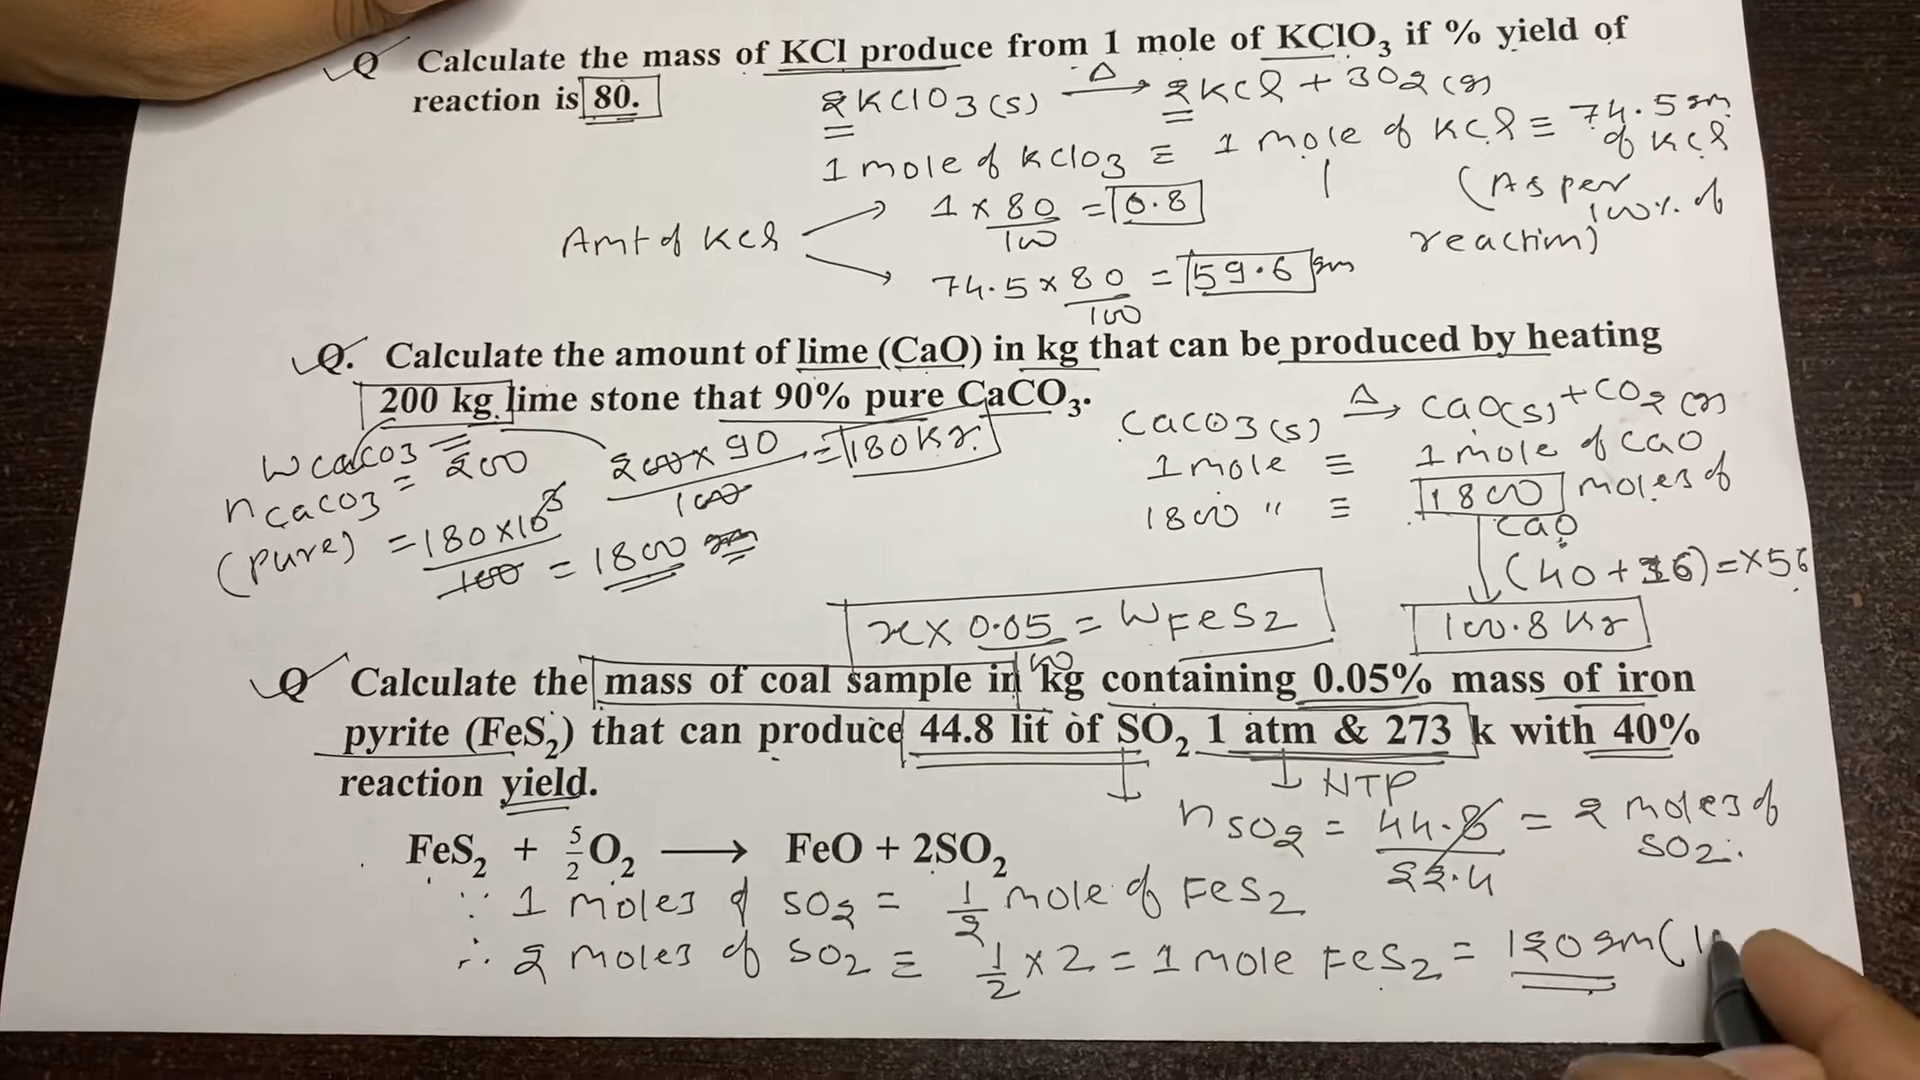 Q Calculate the mass of KCl produce from 1 mole of KClO3 if % yield of
reaction is 80.
2KClO3(s) Δ→ 2KCl + 3O2(g)
1 mole of KClO3 ≡ 1 mole of KCl ≡ 74.5 gm of KCl
(As per 100% of reaction)
Amt of KCl
1 × 80/100 = 0.8
74.5 × 80/100 = 59.6 gm
Q. Calculate the amount of lime (CaO) in kg that can be produced by heating
200 kg lime stone that 90% pure CaCO3.
CaCO3(s) Δ→ CaO(s) + CO2(g)
WCaCO3 = 200
200 × 90/100 = 180 Kg.
1 mole ≡ 1 mole of CaO
nCaCO3 (pure) = 180×10^3/100 = 1800
1800 " ≡ 1800 moles of CaO
(40+16) = ×56
100.8 Kg
x × 0.05/100 = WFeS2
Q Calculate the mass of coal sample in kg containing 0.05% mass of iron
pyrite (FeS2) that can produce 44.8 lit of SO2 1 atm & 273 k with 40%
reaction yield.
NTP
nSO2 = 44.8/22.4 = 2 moles of SO2.
FeS2 + 5/2 O2 ⟶ FeO + 2SO2
∵ 1 moles of SO2 = 1/2 mole of FeS2
∴ 2 moles of SO2 ≡ 1/2 × 2 = 1 mole FeS2 = 120 gm (1